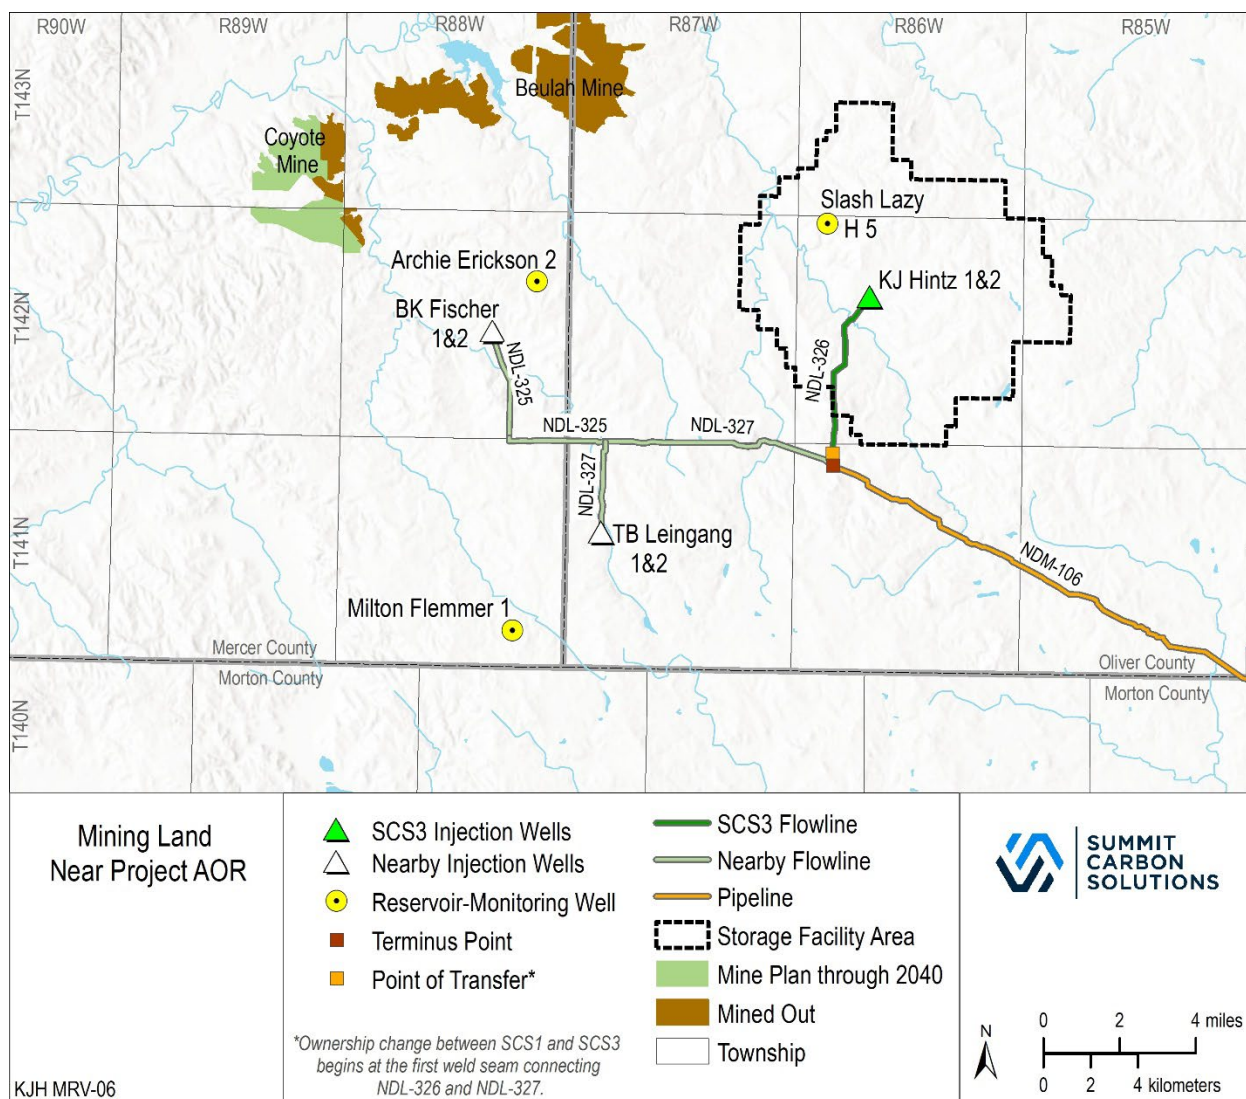 R90W
R89W
R88W
R87W
R86W
R85W
T143N
T142N
T141N
T140N
Beulah Mine
Coyote
Mine
Slash Lazy
H 5
Archie Erickson 2
KJ Hintz 1&2
BK Fischer
1&2
NDL-325
NDL-326
NDL-325
NDL-327
NDL-327
TB Leingang
1&2
NDM-106
Milton Flemmer 1
Mercer County
Morton County
Oliver County
Morton County
Mining Land
Near Project AOR
KJH MRV-06
SCS3 Injection Wells
Nearby Injection Wells
Reservoir-Monitoring Well
Terminus Point
Point of Transfer*
*Ownership change between SCS1 and SCS3
begins at the first weld seam connecting
NDL-326 and NDL-327.
SCS3 Flowline
Nearby Flowline
Pipeline
Storage Facility Area
Mine Plan through 2040
Mined Out
Township
SUMMIT
CARBON
SOLUTIONS
N
0 2 4 miles
0 2 4 kilometers